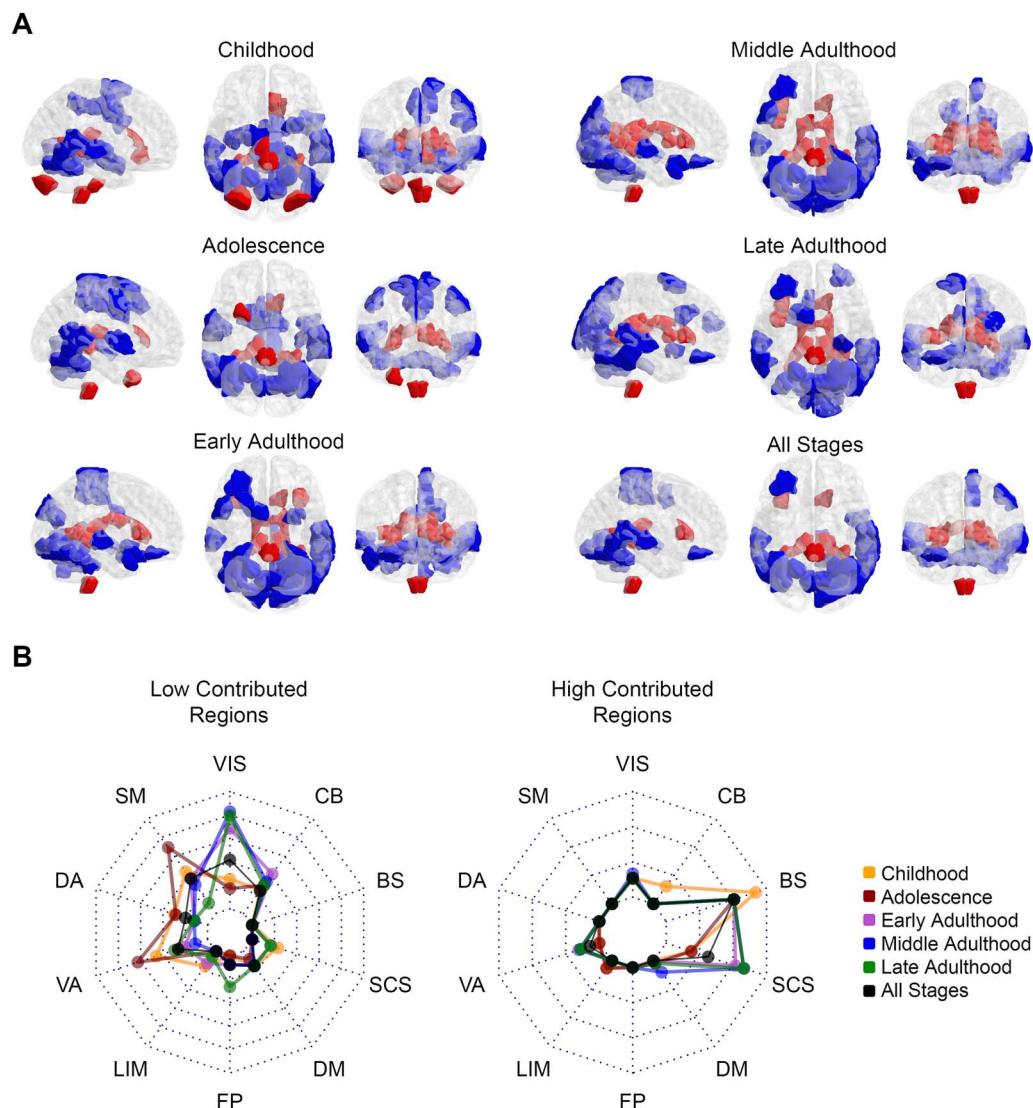 A
Childhood
Middle Adulthood
Adolescence
Late Adulthood
Early Adulthood
All Stages
B
Low Contributed
Regions
High Contributed
Regions
VIS
CB
BS
SCS
DM
FP
LIM
VA
DA
SM
VIS
CB
BS
SCS
DM
FP
LIM
VA
DA
SM
Childhood
Adolescence
Early Adulthood
Middle Adulthood
Late Adulthood
All Stages